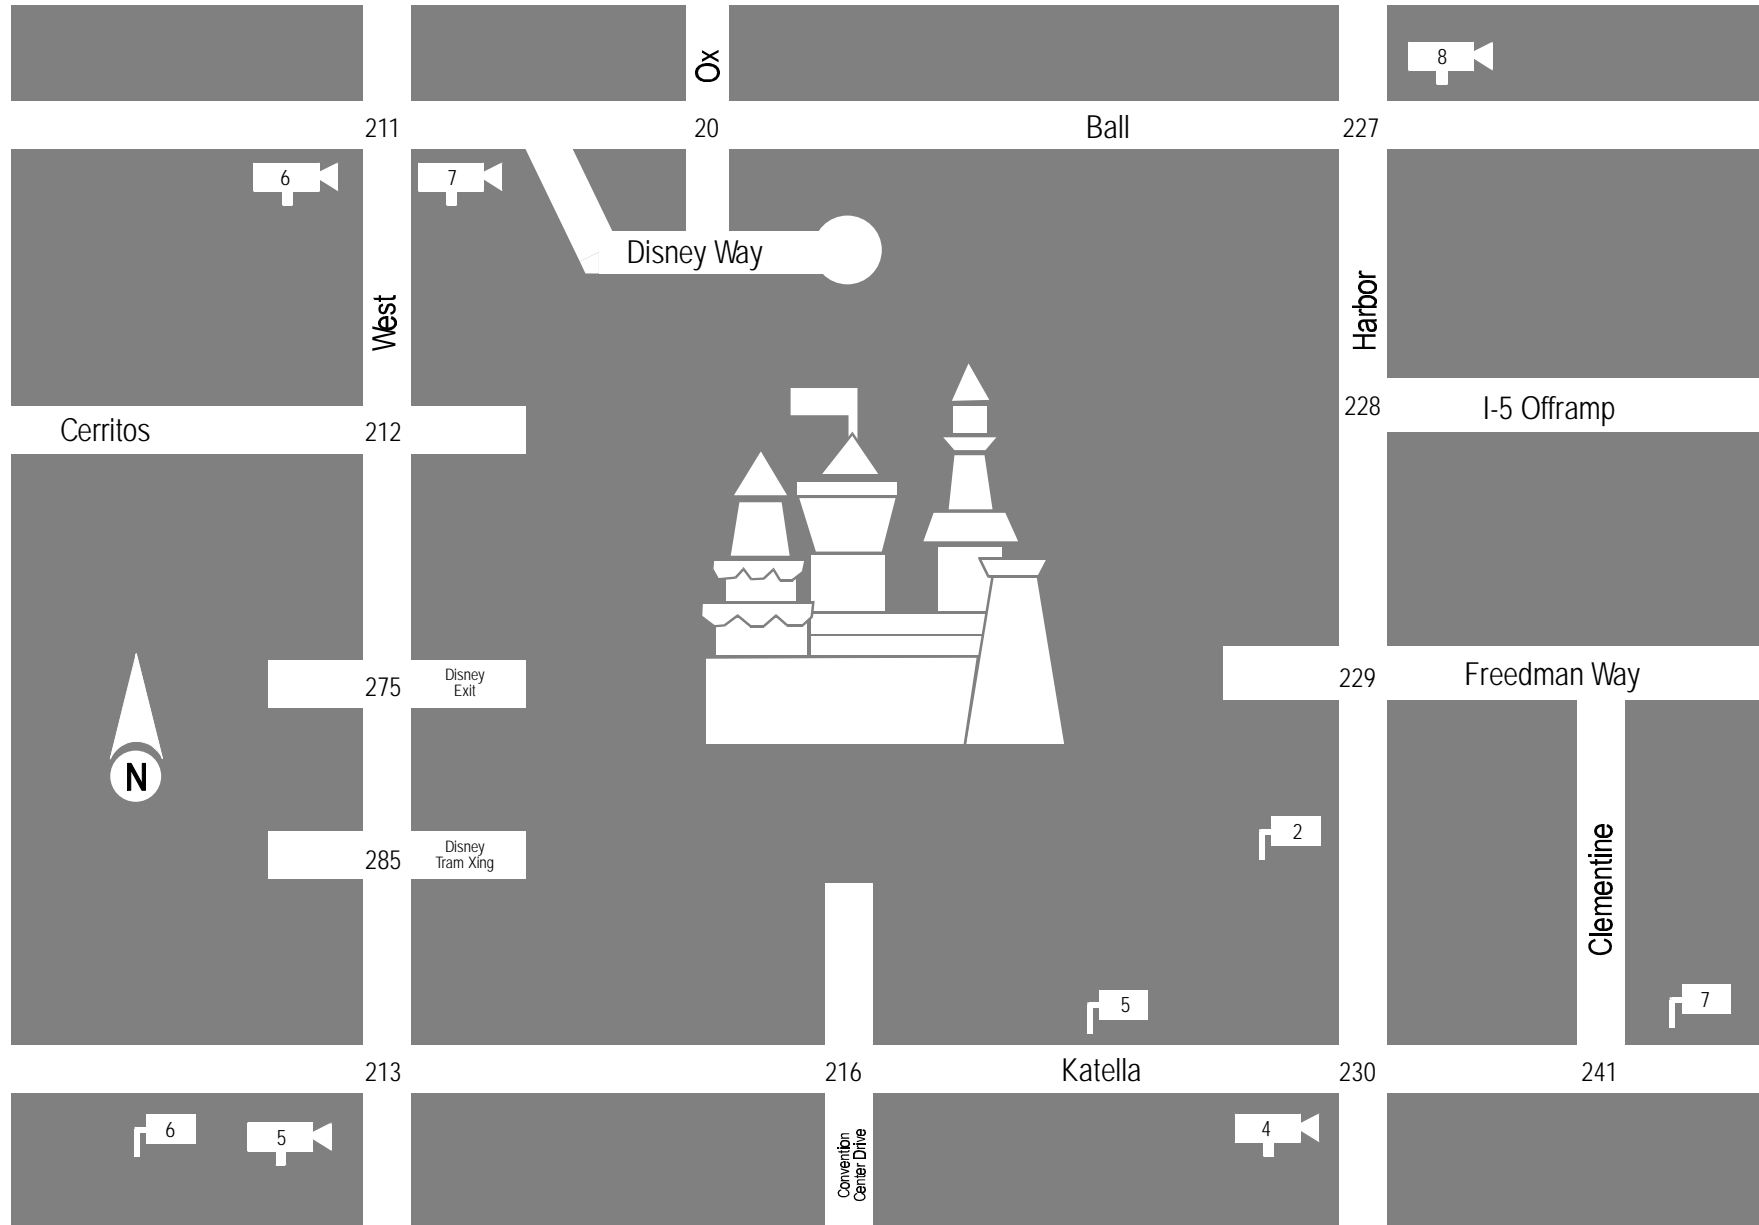 Ox
8
211
20
Ball
227
6
7
Disney Way
West
Harbor
228
I-5 Offramp
Cerritos
212
275
Disney
Exit
229
Freedman Way
N
2
285
Disney
Tram Xing
Clementine
5
7
213
216
Katella
230
241
6
5
4
Convention
Center Drive